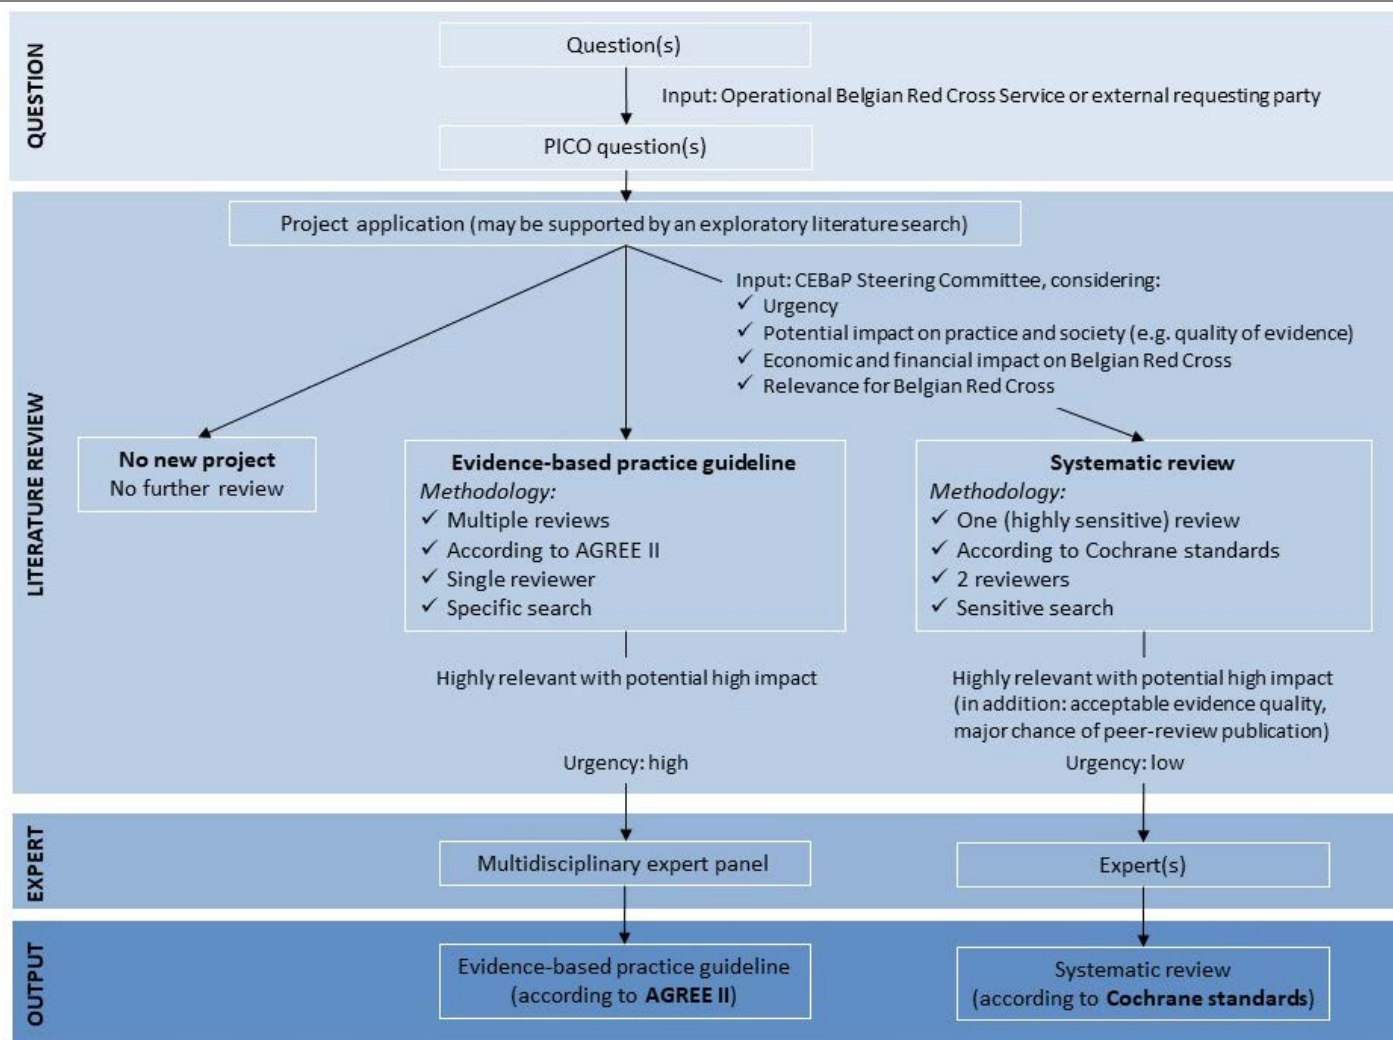 QUESTION
Question(s)
Input: Operational Belgian Red Cross Service or external requesting party
PICO question(s)
LITERATURE REVIEW
Project application (may be supported by an exploratory literature search)
Input: CEBaP Steering Committee, considering:
✓ Urgency
✓ Potential impact on practice and society (e.g. quality of evidence)
✓ Economic and financial impact on Belgian Red Cross
✓ Relevance for Belgian Red Cross
No new project
No further review
Evidence-based practice guideline
Methodology:
✓ Multiple reviews
✓ According to AGREE II
✓ Single reviewer
✓ Specific search
Highly relevant with potential high impact
Urgency: high
Systematic review
Methodology:
✓ One (highly sensitive) review
✓ According to Cochrane standards
✓ 2 reviewers
✓ Sensitive search
Highly relevant with potential high impact
(in addition: acceptable evidence quality,
major chance of peer-review publication)
Urgency: low
EXPERT
Multidisciplinary expert panel
Expert(s)
OUTPUT
Evidence-based practice guideline
(according to AGREE II)
Systematic review
(according to Cochrane standards)